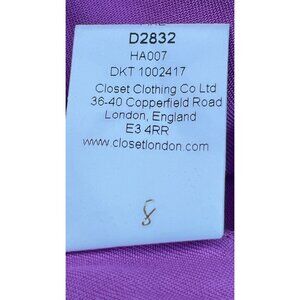 D2832
HA007
DKT 1002417
Closet Clothing Co Ltd
36-40 Copperfield Road
London, England
E3 4RR
www.closetlondon.com
8